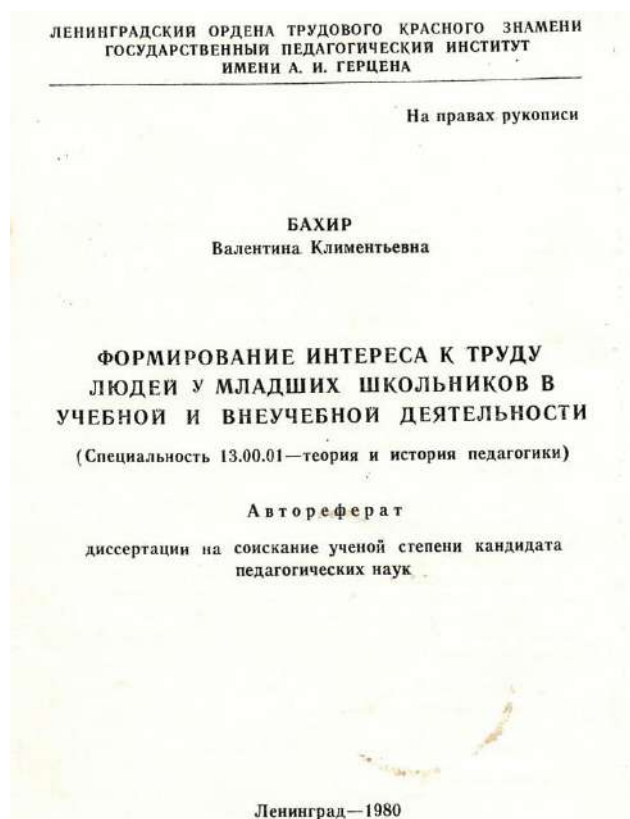 ЛЕНИНГРАДСКИЙ ОРДЕНА ТРУДОВОГО КРАСНОГО ЗНАМЕНИ
ГОСУДАРСТВЕННЫЙ ПЕДАГОГИЧЕСКИЙ ИНСТИТУТ
ИМЕНИ А. И. ГЕРЦЕНА
На правах рукописи
БАХИР
Валентина Климентьевна
ФОРМИРОВАНИЕ ИНТЕРЕСА К ТРУДУ
ЛЮДЕЙ У МЛАДШИХ ШКОЛЬНИКОВ В
УЧЕБНОЙ И ВНЕУЧЕБНОЙ ДЕЯТЕЛЬНОСТИ
(Специальность 13.00.01—теория и история педагогики)
Автореферат
диссертации на соискание ученой степени кандидата
педагогических наук
Ленинград—1980